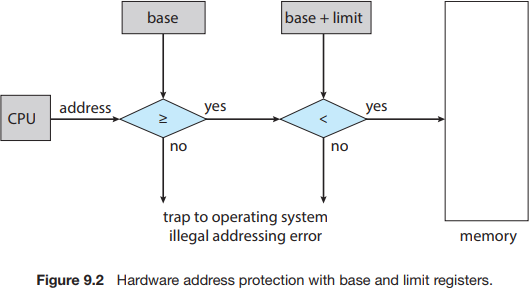 base
base + limit
CPU
address
≥
yes
<
yes
no
no
trap to operating system
illegal addressing error
memory
Figure 9.2 Hardware address protection with base and limit registers.